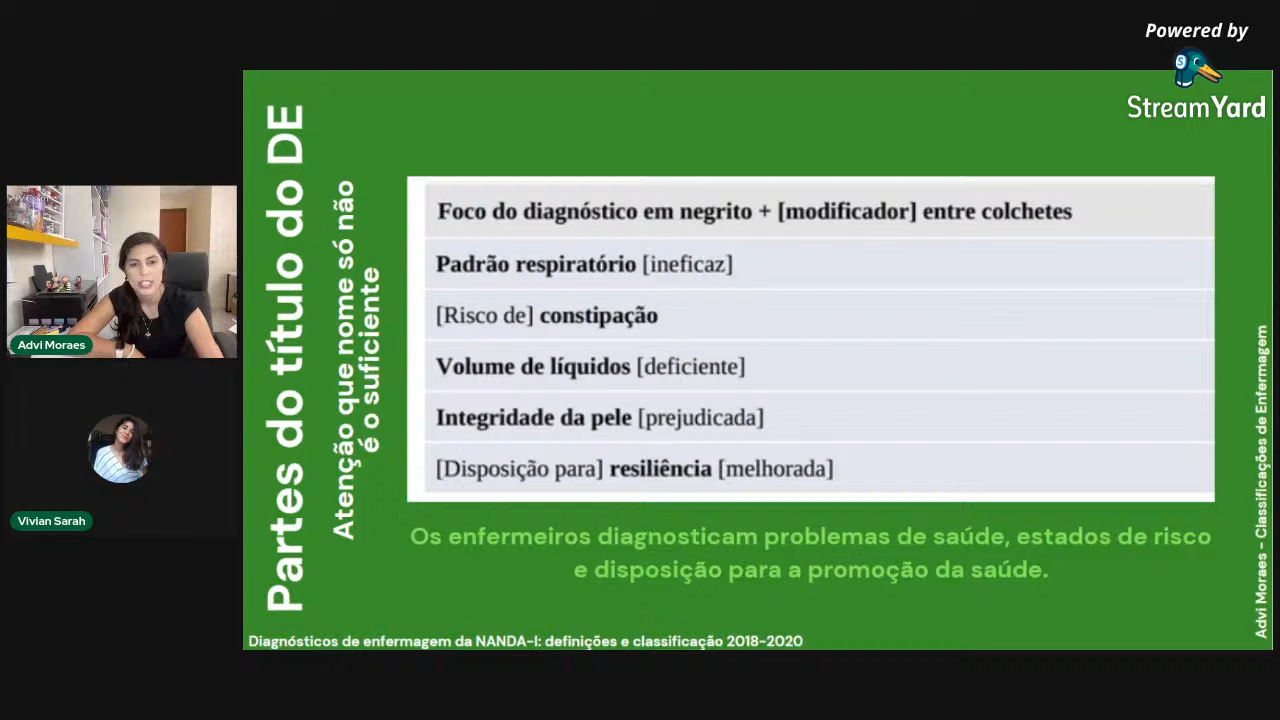 Powered by
StreamYard
Partes do título do DE
Atenção que nome só não
é o suficiente
Foco do diagnóstico em negrito + [modificador] entre colchetes
Padrão respiratório [ineficaz]
[Risco de] constipação
Volume de líquidos [deficiente]
Integridade da pele [prejudicada]
[Disposição para] resiliência [melhorada]
Os enfermeiros diagnosticam problemas de saúde, estados de risco
e disposição para a promoção da saúde.
Diagnósticos de enfermagem da NANDA-I: definições e classificação 2018-2020
Advi Moraes - Classificações de Enfermagem
Advi Moraes
Vivian Sarah